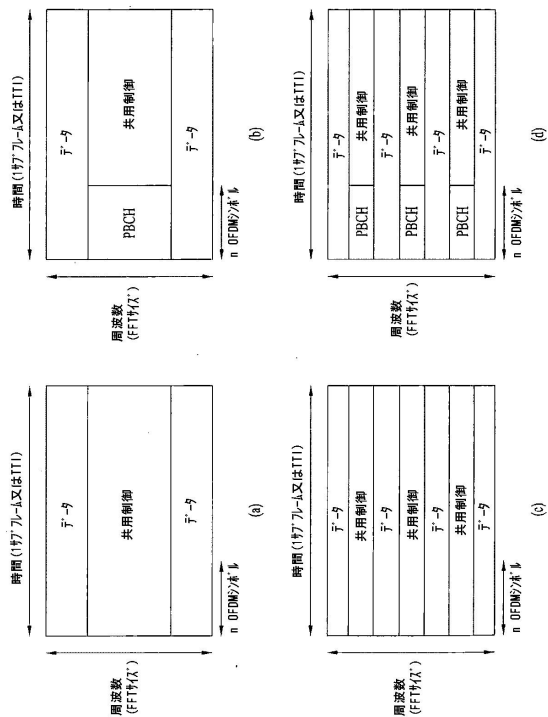 時間(1サブフレーム又はTTI)
周波数
(FFTサイズ)
データ
共用制御
データ
n OFDMシンボル
(a)
時間(1サブフレーム又はTTI)
周波数
(FFTサイズ)
データ
PBCH
共用制御
データ
n OFDMシンボル
(b)
時間(1サブフレーム又はTTI)
周波数
(FFTサイズ)
データ
共用制御
データ
共用制御
データ
共用制御
データ
n OFDMシンボル
(c)
時間(1サブフレーム又はTTI)
周波数
(FFTサイズ)
データ
PBCH
共用制御
データ
PBCH
共用制御
データ
PBCH
共用制御
データ
n OFDMシンボル
(d)